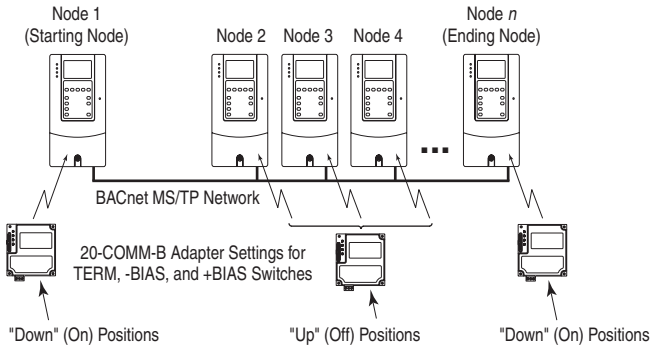 Node 1
(Starting Node)
Node 2
Node 3
Node 4
Node n
(Ending Node)
BACnet MS/TP Network
20-COMM-B Adapter Settings for
TERM, -BIAS, and +BIAS Switches
"Down" (On) Positions
"Up" (Off) Positions
"Down" (On) Positions